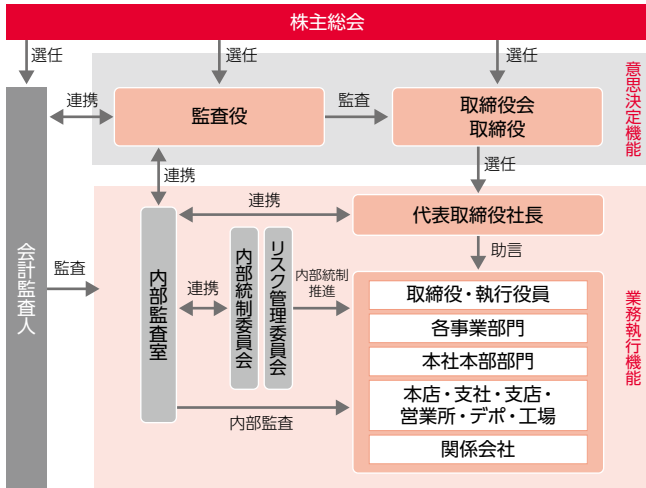 株主総会
選任
選任
選任
連携
監査役
監査
取締役会
取締役
意思決定機能
連携
選任
連携
代表取締役社長
助言
会計監査人
監査
内部監査室
連携
内部統制委員会
リスク管理委員会
内部統制
推進
取締役・執行役員
各事業部門
本社本部部門
本店・支社・支店・
営業所・デポ・工場
関係会社
内部監査
業務執行機能